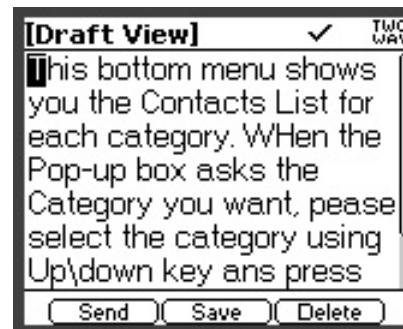 [Draft View] ✓ TWO
WAY
This bottom menu shows
you the Contacts List for
each category. WHen the
Pop-up box asks the
Category you want, pease
select the category using
Up\down key ans press
Send Save Delete